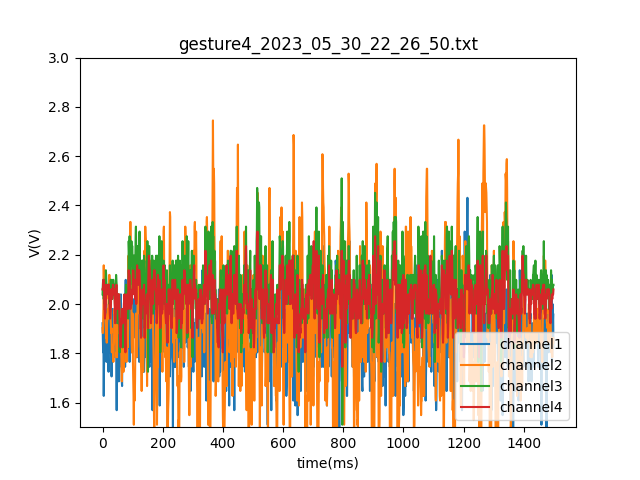 gesture4_2023_05_30_22_26_50.txt
3.0
2.8
2.6
2.4
2.2
2.0
1.8
1.6
V(V)
channel1
channel2
channel3
channel4
0 200 400 600 800 1000 1200 1400
time(ms)